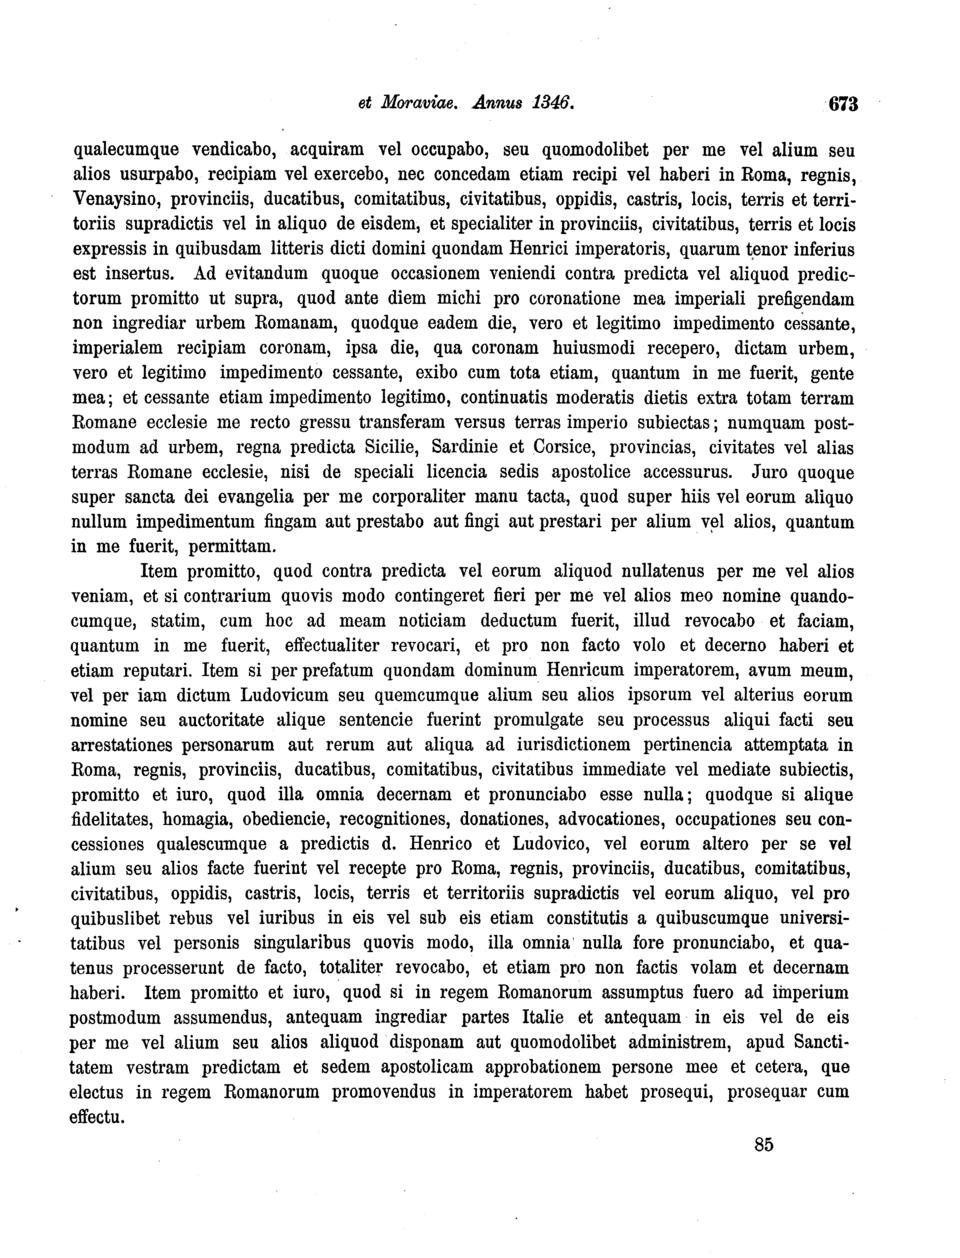 et Moraviae. Annus 1346. 673
qualecumque vendicabo, acquiram vel occupabo, seu quomodolibet per me vel alium seu
alios usurpabo, recipiam vel exercebo, nec concedam etiam recipi vel haberi in Roma, regnis,
Venaysino, provinciis, ducatibus, comitatibus, civitatibus, oppidis, castris, locis, terris et terri-
toriis supradictis vel in aliquo de eisdem, et specialiter in provinciis, civitatibus, terris et locis
expressis in quibusdam litteris dicti domini quondam Henrici imperatoris, quarum tenor inferius
est insertus. Ad evitandum quoque occasionem veniendi contra predicta vel aliquod predic-
torum promitto ut supra, quod ante diem michi pro coronatione mea imperiali prefigendam
non ingrediar urbem Romanam, quodque eadem die, vero et legitimo impedimento cessante,
imperialem recipiam coronam, ipsa die, qua coronam huiusmodi recepero, dictam urbem,
vero et legitimo impedimento cessante, exibo cum tota etiam, quantum in me fuerit, gente
mea; et cessante etiam impedimento legitimo, continuatis moderatis dietis extra totam terram
Romane ecclesie me recto gressu transferam versus terras imperio subiectas; numquam post-
modum ad urbem, regna predicta Sicilie, Sardinie et Corsice, provincias, civitates vel alias
terras Romane ecclesie, nisi de speciali licencia sedis apostolice accessurus. Juro quoque
super sancta dei evangelia per me corporaliter manu tacta, quod super hiis vel eorum aliquo
nullum impedimentum fingam aut prestabo aut fingi aut prestari per alium vel alios, quantum
in me fuerit, permittam.
Item promitto, quod contra predicta vel eorum aliquod nullatenus per me vel alios
veniam, et si contrarium quovis modo contingeret fieri per me vel alios meo nomine quando-
cumque, statim, cum hoc ad meam noticiam deductum fuerit, illud revocabo et faciam,
quantum in me fuerit, effectualiter revocari, et pro non facto volo et decerno haberi et
etiam reputari. Item si per prefatum quondam dominum Henricum imperatorem, avum meum,
vel per iam dictum Ludovicum seu quemcumque alium seu alios ipsorum vel alterius eorum
nomine seu auctoritate alique sentencie fuerint promulgate seu processus aliqui facti seu
arrestationes personarum aut rerum aut aliqua ad iurisdictionem pertinencia attemptata in
Roma, regnis, provinciis, ducatibus, comitatibus, civitatibus immediate vel mediate subiectis,
promitto et iuro, quod illa omnia decernam et pronunciabo esse nulla; quodque si alique
fidelitates, homagia, obediencie, recognitiones, donationes, advocationes, occupationes seu con-
cessiones qualescumque a predictis d. Henrico et Ludovico, vel eorum altero per se vel
alium seu alios facte fuerint vel recepte pro Roma, regnis, provinciis, ducatibus, comitatibus,
civitatibus, oppidis, castris, locis, terris et territoriis supradictis vel eorum aliquo, vel pro
quibuslibet rebus vel iuribus in eis vel sub eis etiam constitutis a quibuscumque universi-
tatibus vel personis singularibus quovis modo, illa omnia nulla fore pronunciabo, et qua-
tenus processerunt de facto, totaliter revocabo, et etiam pro non factis volam et decernam
haberi. Item promitto et iuro, quod si in regem Romanorum assumptus fuero ad imperium
postmodum assumendus, antequam ingrediar partes Italie et antequam in eis vel de eis
per me vel alium seu alios aliquod disponam aut quomodolibet administrem, apud Sancti-
tatem vestram predictam et sedem apostolicam approbationem persone mee et cetera, que
electus in regem Romanorum promovendus in imperatorem habet prosequi, prosequar cum
effectu.
85